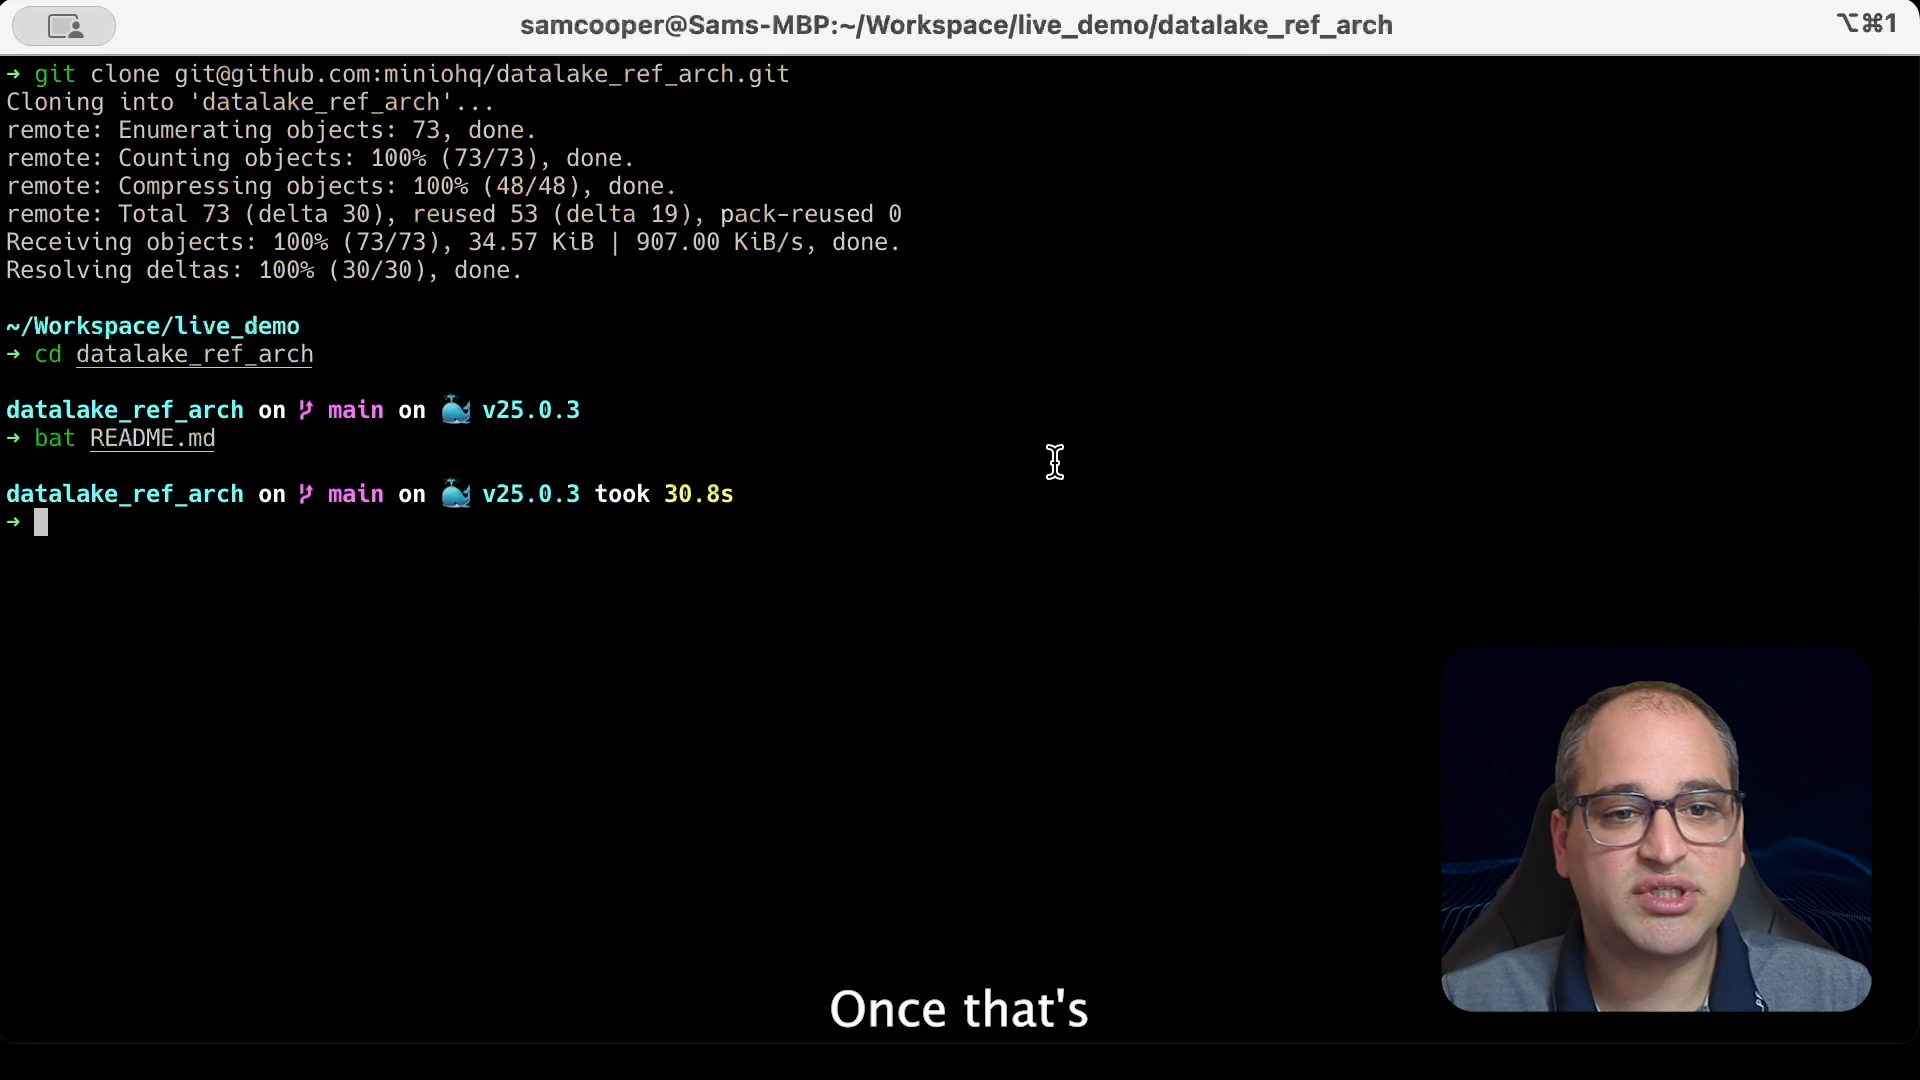 samcooper@Sams-MBP:~/Workspace/live_demo/datalake_ref_arch
⌥⌘1
➜ git clone git@github.com:miniohq/datalake_ref_arch.git
Cloning into 'datalake_ref_arch'...
remote: Enumerating objects: 73, done.
remote: Counting objects: 100% (73/73), done.
remote: Compressing objects: 100% (48/48), done.
remote: Total 73 (delta 30), reused 53 (delta 19), pack-reused 0
Receiving objects: 100% (73/73), 34.57 KiB | 907.00 KiB/s, done.
Resolving deltas: 100% (30/30), done.
~/Workspace/live_demo
➜ cd datalake_ref_arch
datalake_ref_arch on main on 🐳 v25.0.3
➜ bat README.md
datalake_ref_arch on main on 🐳 v25.0.3 took 30.8s
➜
Once that's